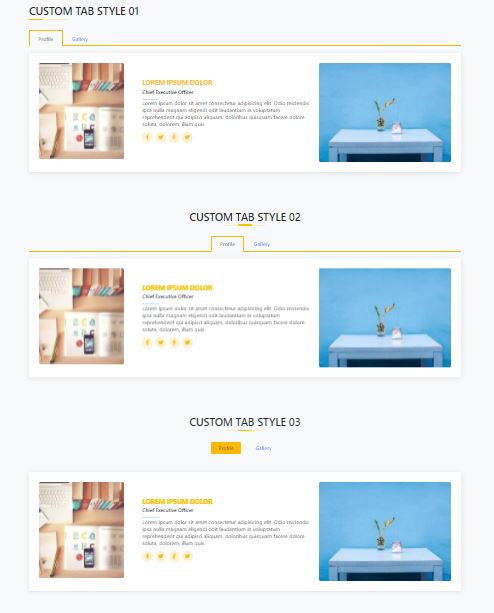 CUSTOM TAB STYLE 01
Profile Gallery
LOREM IPSUM DOLOR
Chief Executive Officer
Lorem ipsum dolor sit amet consectetur adipisicing elit. Odio reiciendis
ipsa nulla magnam eligendi odit laudantium in voluptatum
reprehenderit qui adipisci aliquam, doloribus quisquam facere dolore
soluta, dolorem, illum quis.
CUSTOM TAB STYLE 02
Profile Gallery
LOREM IPSUM DOLOR
Chief Executive Officer
Lorem ipsum dolor sit amet consectetur adipisicing elit. Odio reiciendis
ipsa nulla magnam eligendi odit laudantium in voluptatum
reprehenderit qui adipisci aliquam, doloribus quisquam facere dolore
soluta, dolorem, illum quis.
CUSTOM TAB STYLE 03
Profile Gallery
LOREM IPSUM DOLOR
Chief Executive Officer
Lorem ipsum dolor sit amet consectetur adipisicing elit. Odio reiciendis
ipsa nulla magnam eligendi odit laudantium in voluptatum
reprehenderit qui adipisci aliquam, doloribus quisquam facere dolore
soluta, dolorem, illum quis.